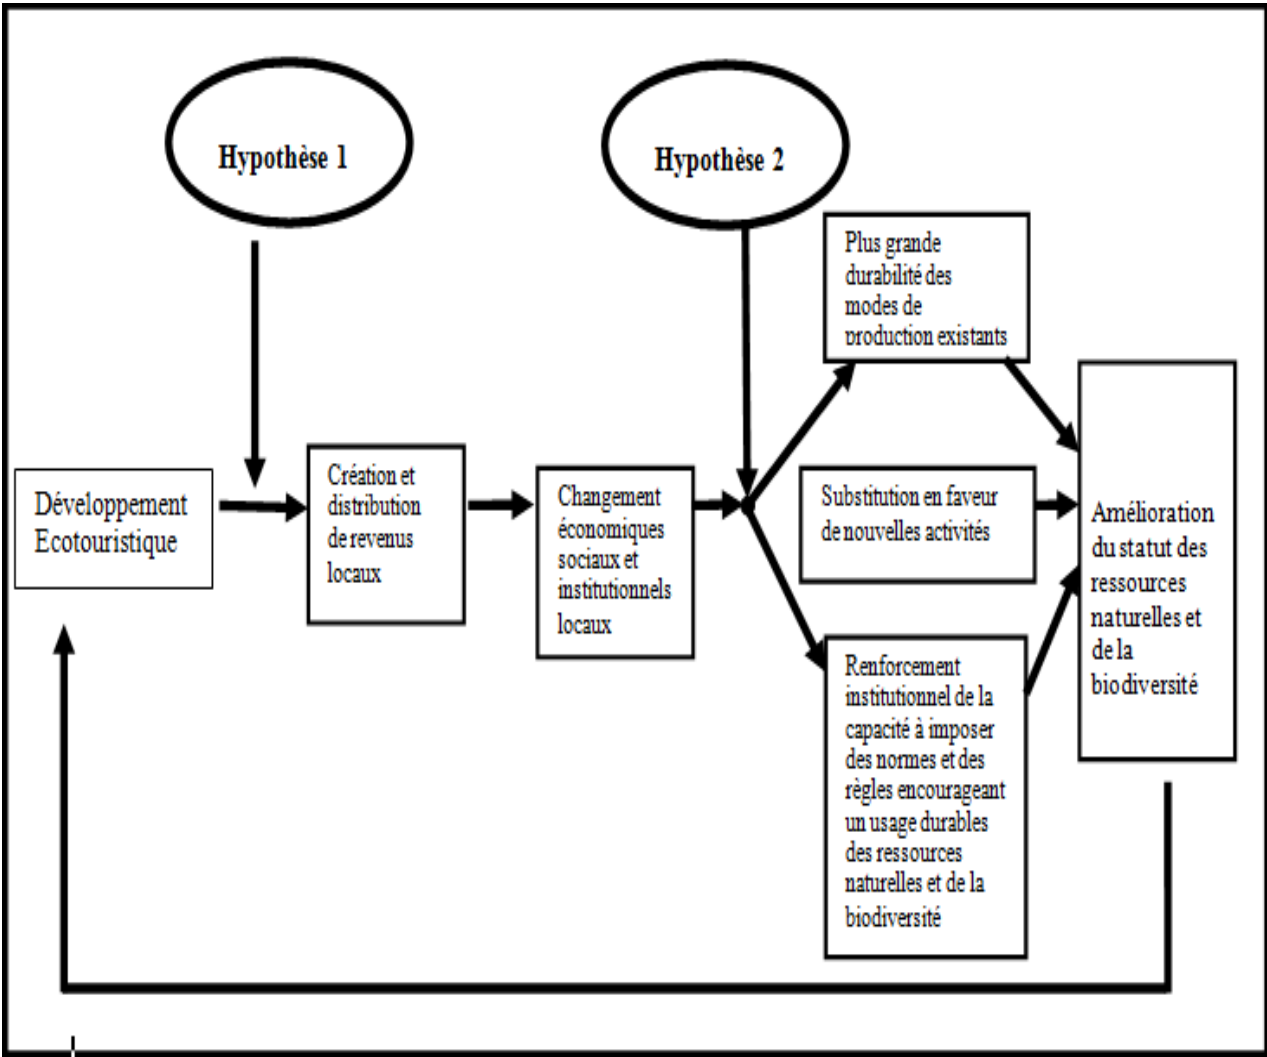 Hypothèse 1
Hypothèse 2
Plus grande
durabilité des
modes de
production existants
Développement
Ecotouristique
Création et
distribution
de revenus
locaux
Changement
économiques
sociaux et
institutionnels
locaux
Substitution en faveur
de nouvelles activités
Renforcement
institutionnel de la
capacité à imposer
des normes et des
règles encourageant
un usage durables
des ressources
naturelles et de la
biodiversité
Amélioration
du statut des
ressources
naturelles et
de la
biodiversité